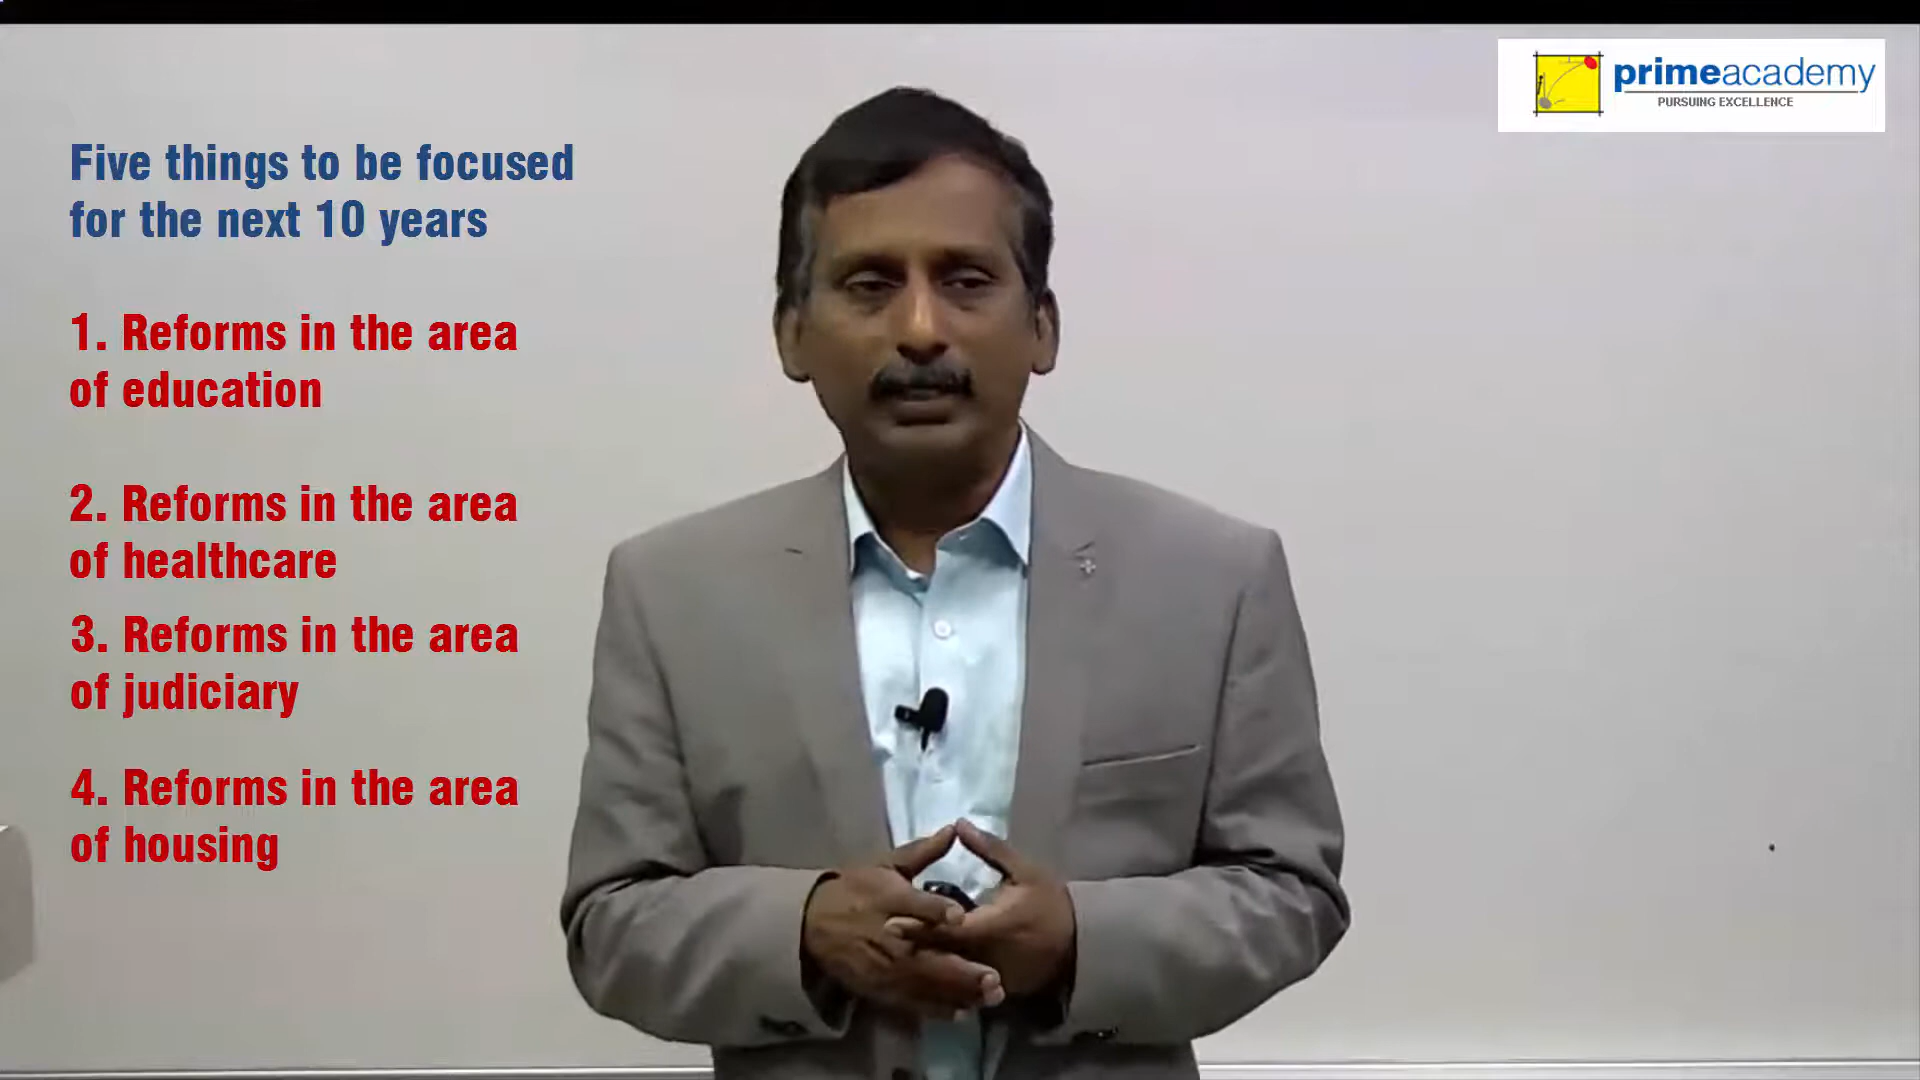 primeacademy
PURSUING EXCELLENCE
Five things to be focused
for the next 10 years
1. Reforms in the area
of education
2. Reforms in the area
of healthcare
3. Reforms in the area
of judiciary
4. Reforms in the area
of housing